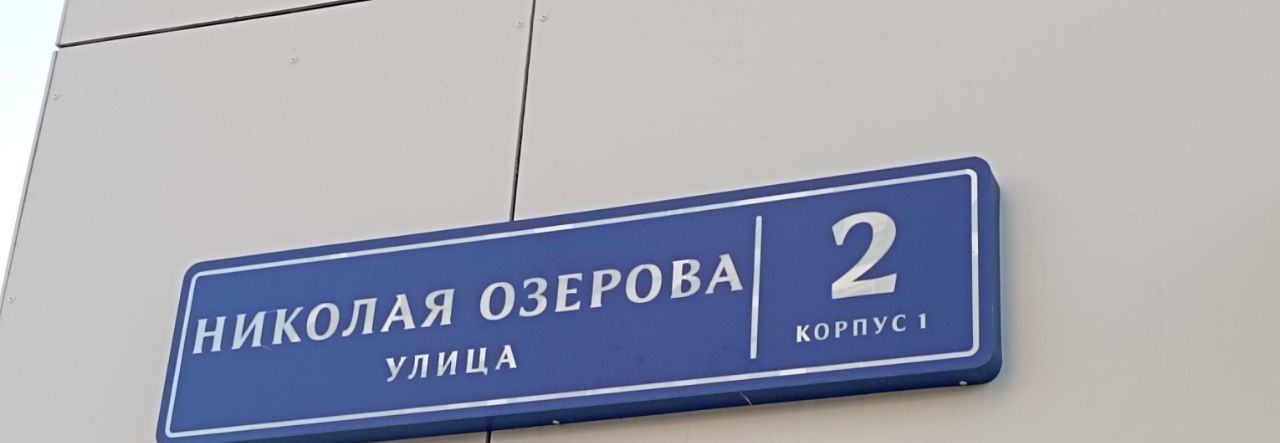 НИКОЛАЯ ОЗЕРОВА
УЛИЦА
2
КОРПУС 1